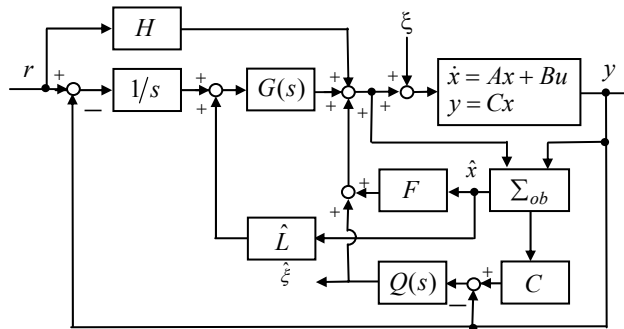 H
ξ
r
+
−
1/s
+
+
G(s)
+
+
+
+
+
+
ẋ = Ax + Bu
y = Cx
y
x̂
+
+
F
Σ_ob
L̂
ξ̂
Q(s)
−
+
C